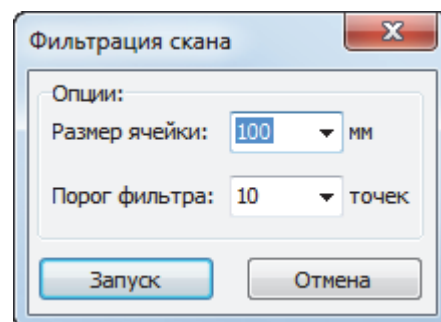 Фильтрация скана
Опции:
Размер ячейки: 100 мм
Порог фильтра: 10 точек
Запуск Отмена